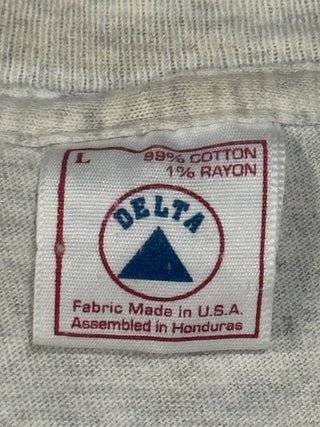 L 99% COTTON
1% RAYON
DELTA
Fabric Made in U.S.A.
Assembled in Honduras